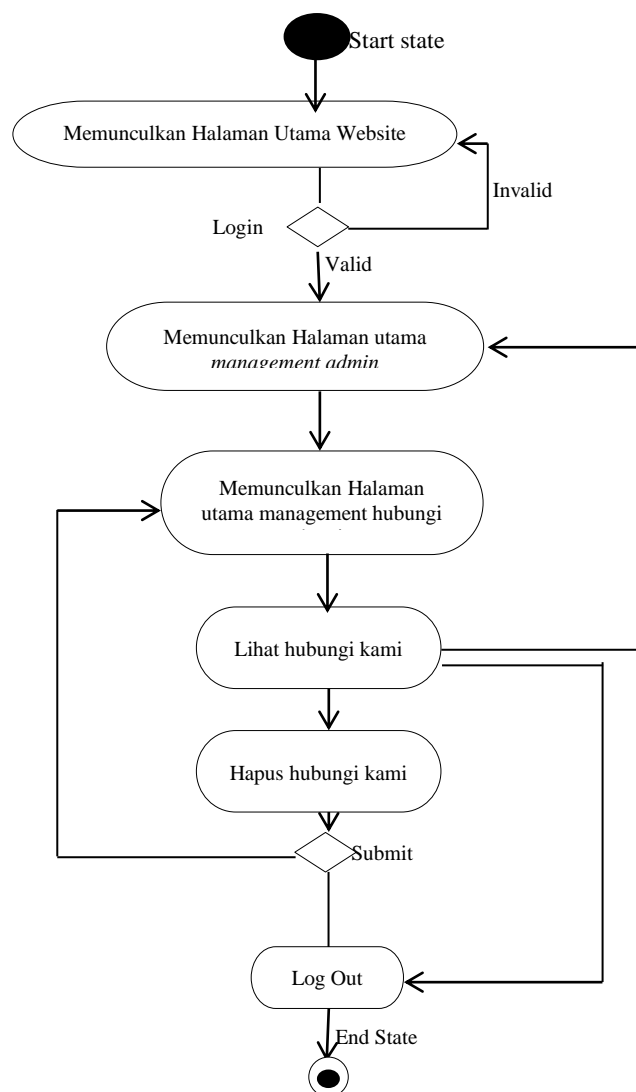 Start state
Memunculkan Halaman Utama Website
Invalid
Login
Valid
Memunculkan Halaman utama
management admin
Memunculkan Halaman
utama management hubungi
Lihat hubungi kami
Hapus hubungi kami
Submit
Log Out
End State